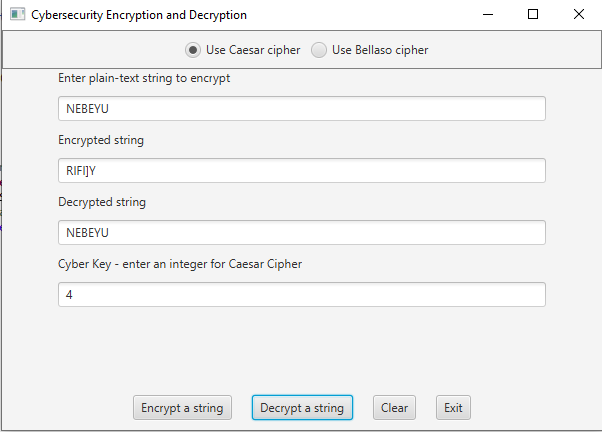 Cybersecurity Encryption and Decryption
Use Caesar cipher Use Bellaso cipher
Enter plain-text string to encrypt
NEBEYU
Encrypted string
RIFI]Y
Decrypted string
NEBEYU
Cyber Key - enter an integer for Caesar Cipher
4
Encrypt a string Decrypt a string Clear Exit